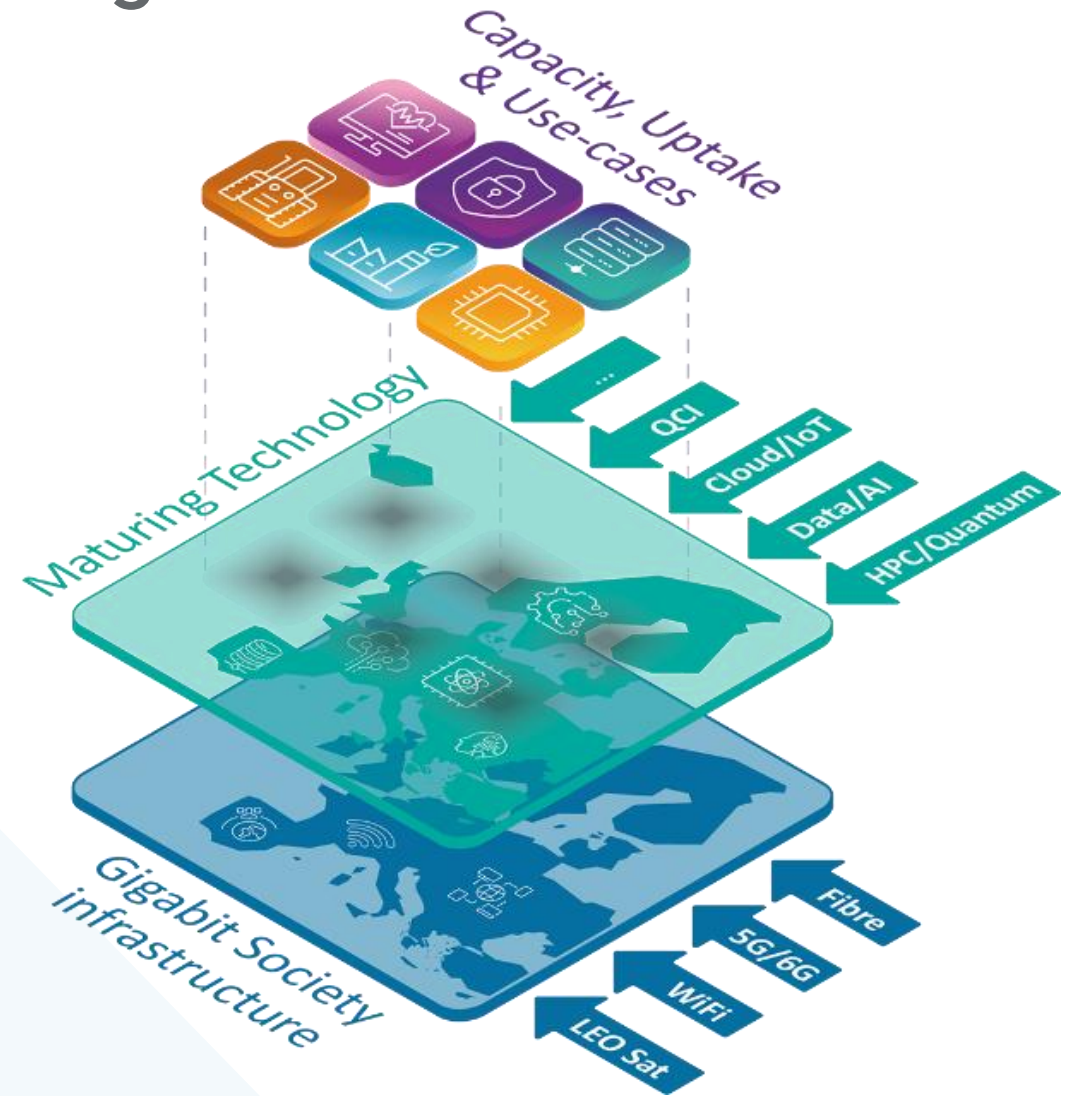 Capacity, Uptake
& Use-cases
Maturing Technology
...
QCI
Cloud/IoT
Data/AI
HPC/Quantum
Gigabit Society
infrastructure
Fibre
5G/6G
WiFi
LEO Sat